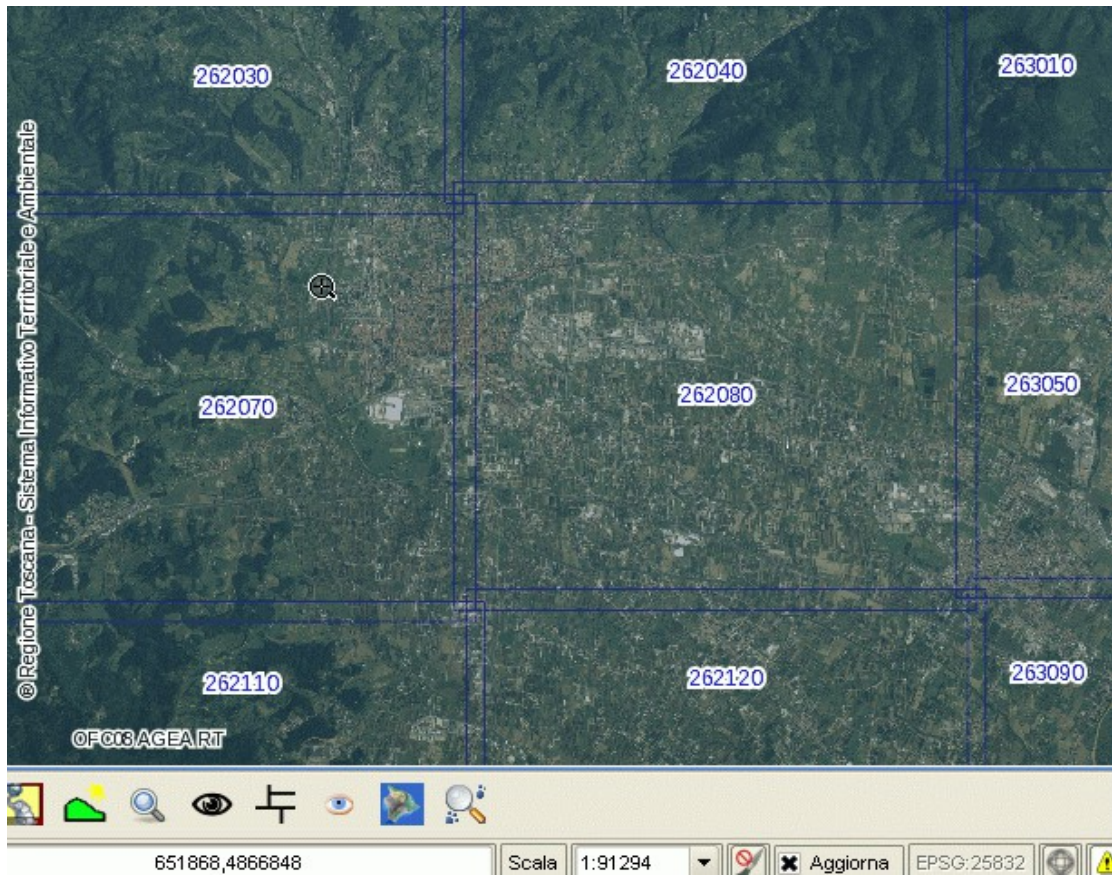 262030
262040
263010
262070
262080
263050
262110
262120
263090
® Regione Toscana - Sistema Informativo Territoriale e Ambientale
OFC08 AGEA RT
651868,4866848
Scala
1:91294
Aggiorna
EPSG:25832